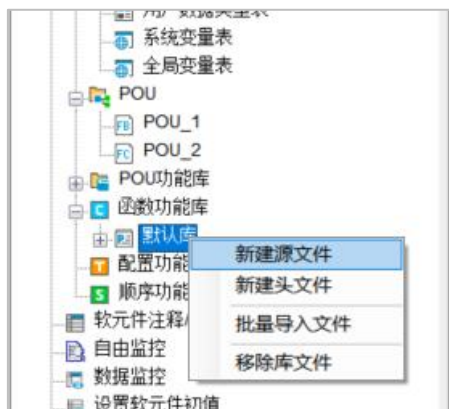 用户数据类型表
系统变量表
全局变量表
POU
FB POU_1
FC POU_2
POU功能库
C 函数功能库
默认库
新建源文件
T 配置功能
新建头文件
S 顺序功能
软元件注释/
批量导入文件
自由监控
移除库文件
数据监控
设置软元件初值